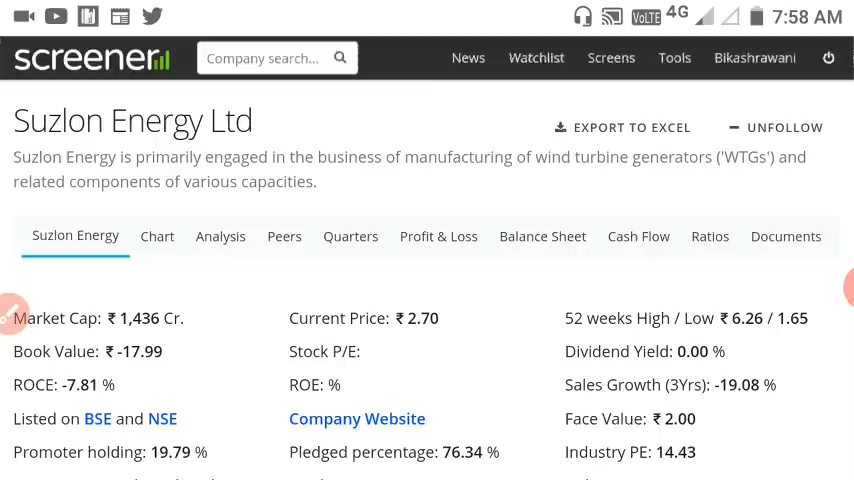 VoLTE 4G 7:58 AM
screener Company search... News Watchlist Screens Tools Bikashrawani
Suzlon Energy Ltd
EXPORT TO EXCEL UNFOLLOW
Suzlon Energy is primarily engaged in the business of manufacturing of wind turbine generators ('WTGs') and
related components of various capacities.
Suzlon Energy Chart Analysis Peers Quarters Profit & Loss Balance Sheet Cash Flow Ratios Documents
Market Cap: ₹ 1,436 Cr. Current Price: ₹ 2.70 52 weeks High / Low ₹ 6.26 / 1.65
Book Value: ₹ -17.99 Stock P/E: Dividend Yield: 0.00 %
ROCE: -7.81 % ROE: % Sales Growth (3Yrs): -19.08 %
Listed on BSE and NSE Company Website Face Value: ₹ 2.00
Promoter holding: 19.79 % Pledged percentage: 76.34 % Industry PE: 14.43